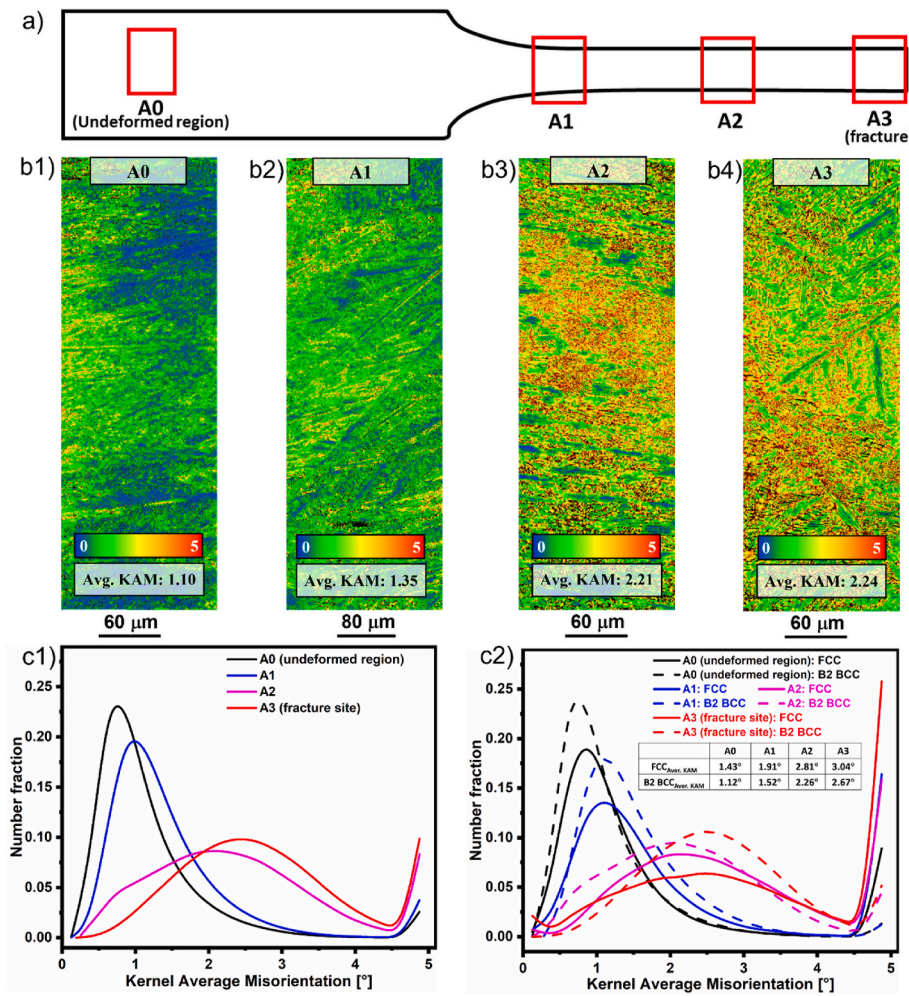 a)
A0
(Undeformed region)
A1
A2
A3
(fracture
b1)
A0
b2)
A1
b3)
A2
b4)
A3
0
5
Avg. KAM: 1.10
0
5
Avg. KAM: 1.35
0
5
Avg. KAM: 2.21
0
5
Avg. KAM: 2.24
60 µm
80 µm
60 µm
60 µm
c1)
A0 (undeformed region)
A1
A2
A3 (fracture site)
0.25
0.20
0.15
0.10
0.05
0.00
Number fraction
0 1 2 3 4 5
Kernel Average Misorientation [°]
c2)
A0 (undeformed region): FCC
A0 (undeformed region): B2 BCC
A1: FCC A2: FCC
A1: B2 BCC A2: B2 BCC
A3 (fracture site): FCC
A3 (fracture site): B2 BCC
A0 A1 A2 A3
FCCAver. KAM 1.43° 1.91° 2.81° 3.04°
B2 BCCAver. KAM 1.12° 1.52° 2.26° 2.67°
0.25
0.20
0.15
0.10
0.05
0.00
Number fraction
0 1 2 3 4 5
Kernel Average Misorientation [°]